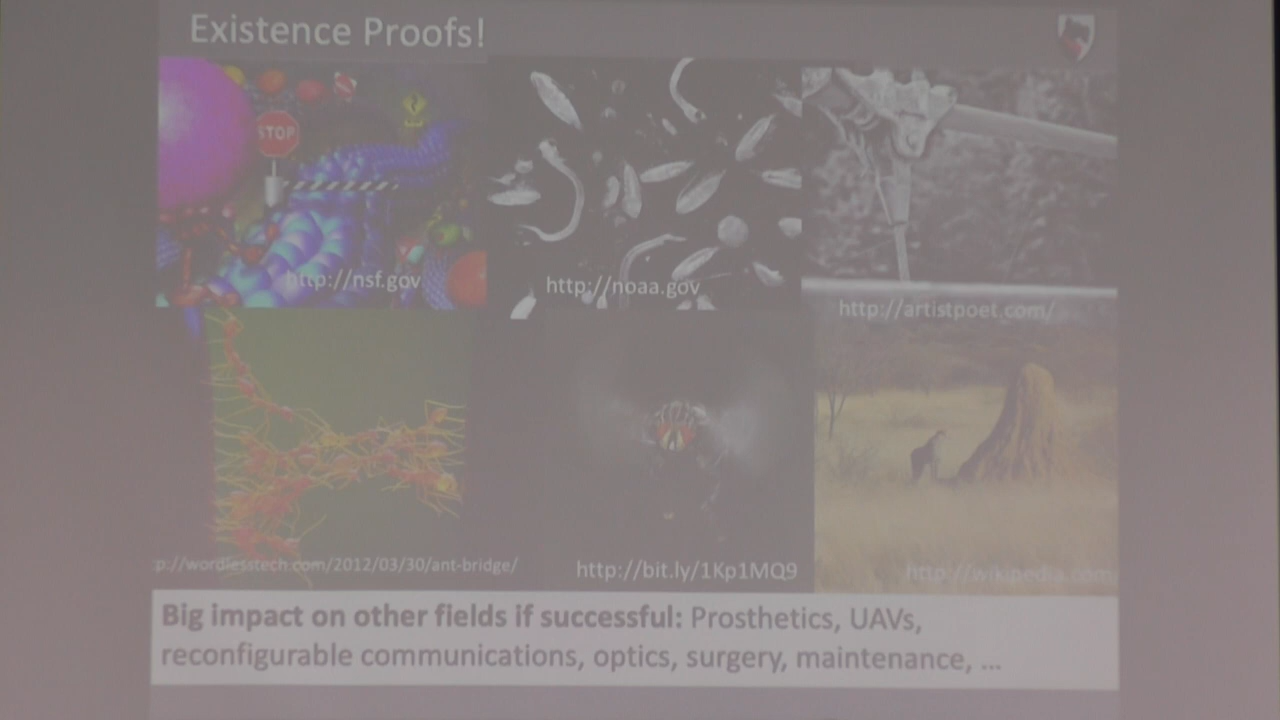 Existence Proofs!
STOP
http://nsf.gov
http://noaa.gov
http://artistpoet.com/
p://wordlesstech.com/2012/03/30/ant-bridge/
http://bit.ly/1Kp1MQ9
http://wikipedia.com
Big impact on other fields if successful: Prosthetics, UAVs,
reconfigurable communications, optics, surgery, maintenance, ...